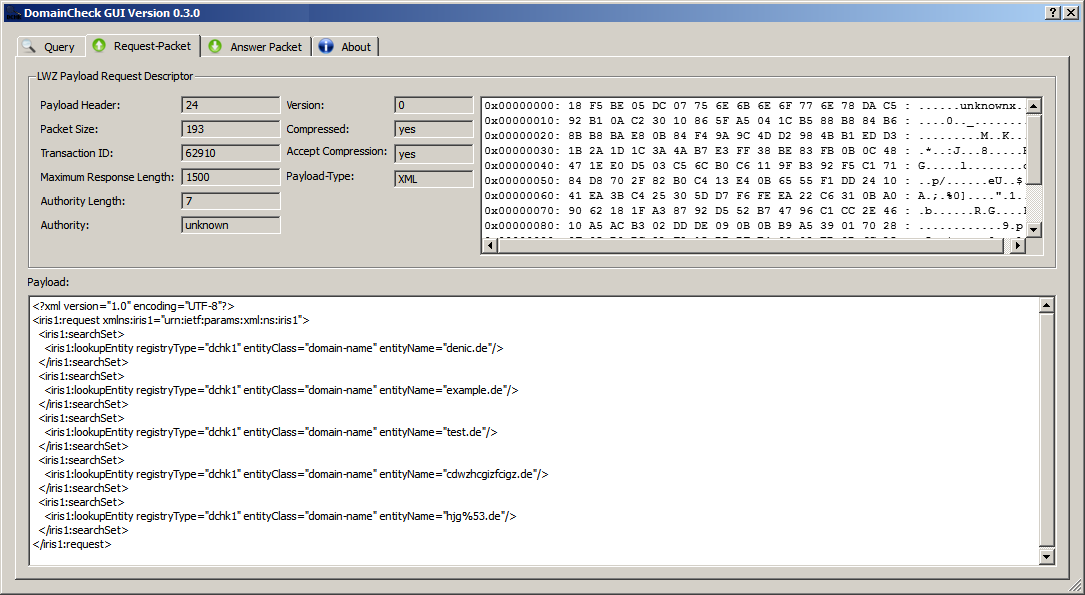 DomainCheck GUI Version 0.3.0
Query Request-Packet Answer Packet About
LWZ Payload Request Descriptor
Payload Header: 24 Version: 0
Packet Size: 193 Compressed: yes
Transaction ID: 62910 Accept Compression: yes
Maximum Response Length: 1500 Payload-Type: XML
Authority Length: 7
Authority: unknown
0x00000000: 18 F5 BE 05 DC 07 75 6E 6B 6E 6F 77 6E 78 DA C5 : ......unknownx..
0x00000010: 92 B1 0A C2 30 10 86 5F A5 04 1C B5 88 B8 84 B6 : ....0.._........
0x00000020: 8B B8 BA E8 0B 84 F4 9A 9C 4D D2 98 4B B1 ED D3 : .........M..K...
0x00000030: 1B 2A 1D 1C 3A 4A B7 E3 FF 38 BE 83 FB 0B 0C 48 : .*..:J...8.....
0x00000040: 47 1E E0 D5 03 C5 6C B0 C6 11 9F B3 92 F5 C1 71 : G.....l........
0x00000050: 84 D8 70 2F 82 B0 C4 13 E4 0B 65 55 F1 DD 24 10 : ..p/......eU..$
0x00000060: 41 EA 3B C4 25 30 5D D7 F6 FE EA 22 C6 31 0B A0 : A.;.%0]....".1..
0x00000070: 90 62 18 1F A3 87 92 D5 52 B7 47 96 C1 CC 2E 46 : .b......R.G....
0x00000080: 10 A5 AC B3 02 DD DE 09 0B 0B B9 A5 39 01 70 28 : ............9.p
Payload:
<?xml version="1.0" encoding="UTF-8"?>
<iris1:request xmlns:iris1="urn:ietf:params:xml:ns:iris1">
<iris1:searchSet>
<iris1:lookupEntity registryType="dchk1" entityClass="domain-name" entityName="denic.de"/>
</iris1:searchSet>
<iris1:searchSet>
<iris1:lookupEntity registryType="dchk1" entityClass="domain-name" entityName="example.de"/>
</iris1:searchSet>
<iris1:searchSet>
<iris1:lookupEntity registryType="dchk1" entityClass="domain-name" entityName="test.de"/>
</iris1:searchSet>
<iris1:searchSet>
<iris1:lookupEntity registryType="dchk1" entityClass="domain-name" entityName="cdwzhcgizfcigz.de"/>
</iris1:searchSet>
<iris1:searchSet>
<iris1:lookupEntity registryType="dchk1" entityClass="domain-name" entityName="hjg%53.de"/>
</iris1:searchSet>
</iris1:request>